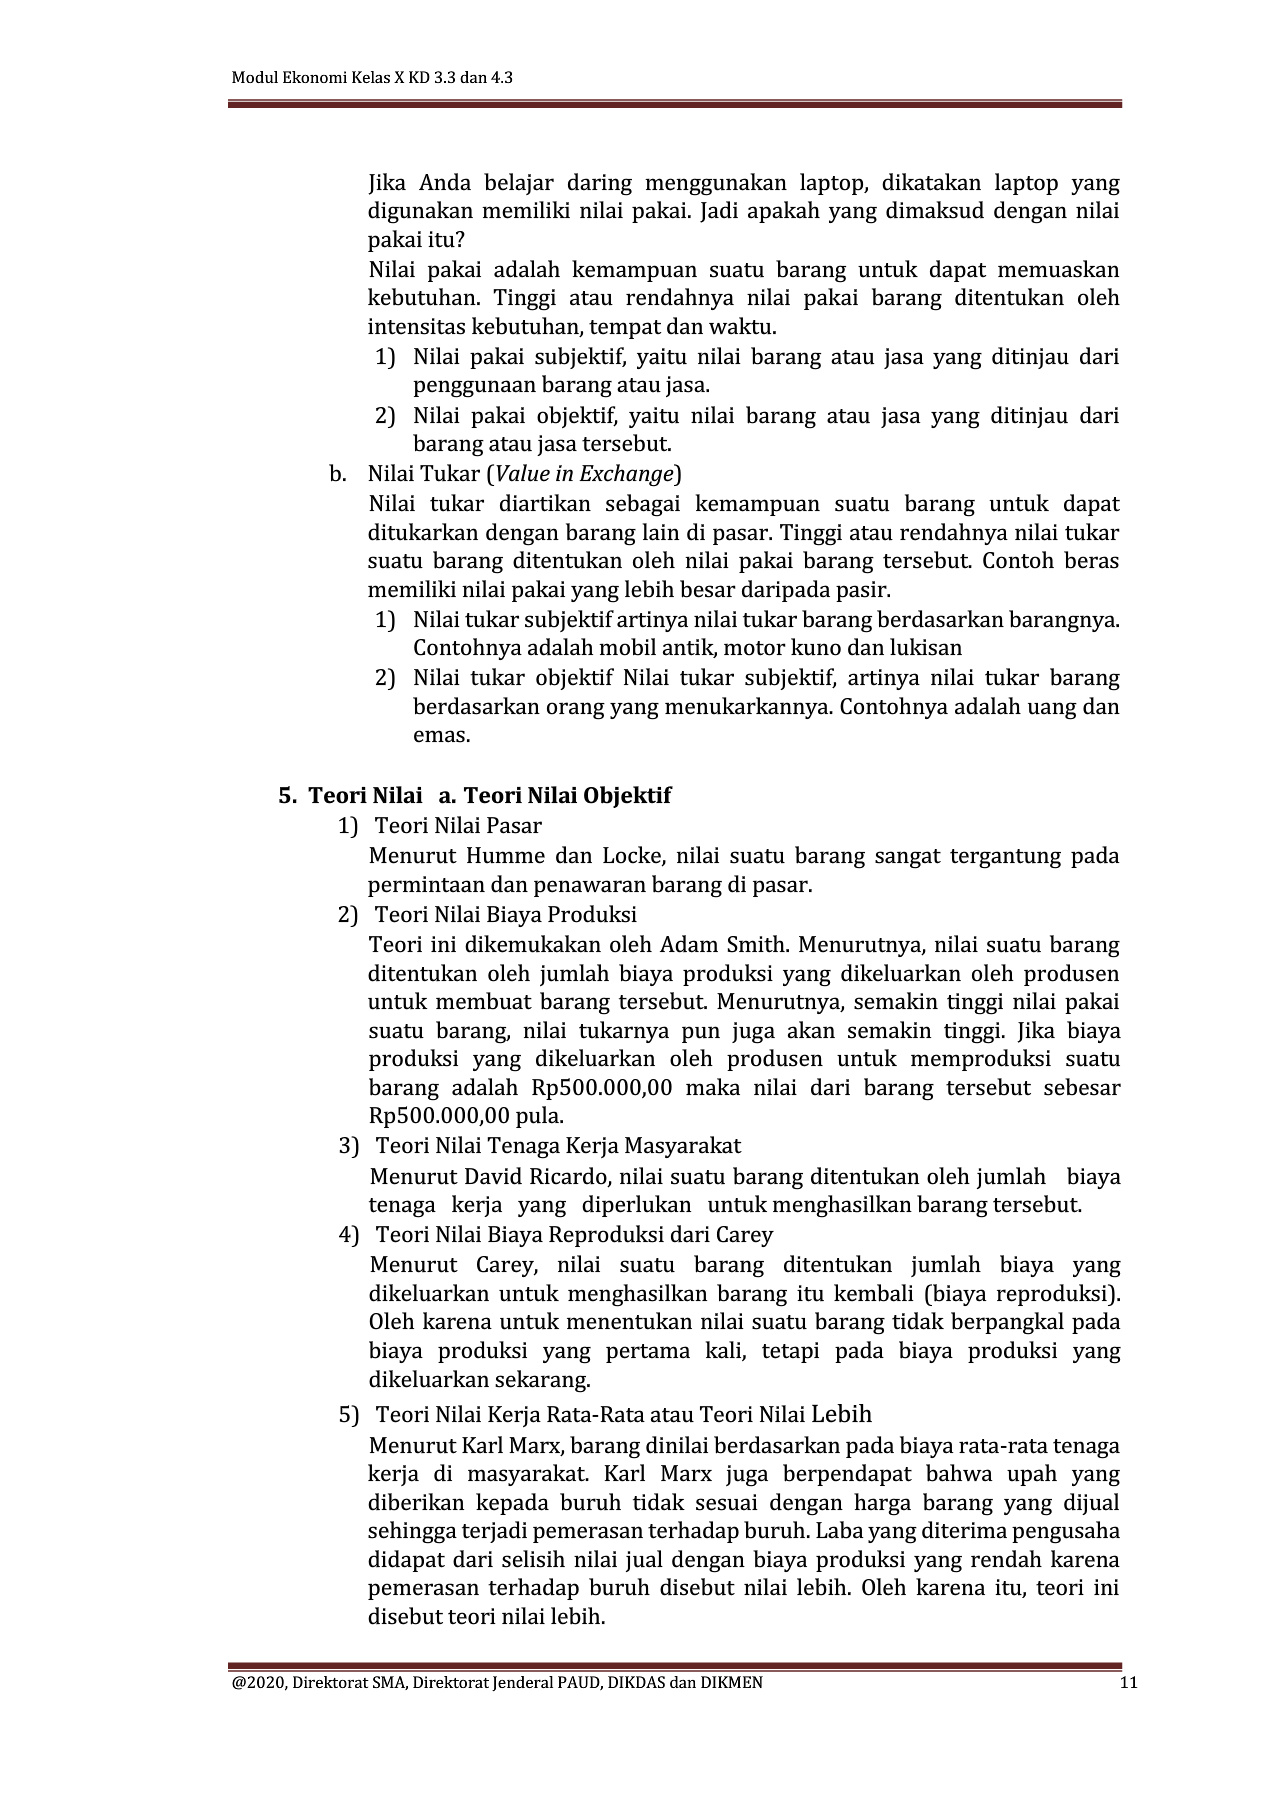 Modul Ekonomi Kelas X KD 3.3 dan 4.3
Jika Anda belajar daring menggunakan laptop, dikatakan laptop yang
digunakan memiliki nilai pakai. Jadi apakah yang dimaksud dengan nilai
pakai itu?
Nilai pakai adalah kemampuan suatu barang untuk dapat memuaskan
kebutuhan. Tinggi atau rendahnya nilai pakai barang ditentukan oleh
intensitas kebutuhan, tempat dan waktu.
1) Nilai pakai subjektif, yaitu nilai barang atau jasa yang ditinjau dari
penggunaan barang atau jasa.
2) Nilai pakai objektif, yaitu nilai barang atau jasa yang ditinjau dari
barang atau jasa tersebut.
b. Nilai Tukar (Value in Exchange)
Nilai tukar diartikan sebagai kemampuan suatu barang untuk dapat
ditukarkan dengan barang lain di pasar. Tinggi atau rendahnya nilai tukar
suatu barang ditentukan oleh nilai pakai barang tersebut. Contoh beras
memiliki nilai pakai yang lebih besar daripada pasir.
1) Nilai tukar subjektif artinya nilai tukar barang berdasarkan barangnya.
Contohnya adalah mobil antik, motor kuno dan lukisan
2) Nilai tukar objektif Nilai tukar subjektif, artinya nilai tukar barang
berdasarkan orang yang menukarkannya. Contohnya adalah uang dan
emas.
5. Teori Nilai a. Teori Nilai Objektif
1) Teori Nilai Pasar
Menurut Humme dan Locke, nilai suatu barang sangat tergantung pada
permintaan dan penawaran barang di pasar.
2) Teori Nilai Biaya Produksi
Teori ini dikemukakan oleh Adam Smith. Menurutnya, nilai suatu barang
ditentukan oleh jumlah biaya produksi yang dikeluarkan oleh produsen
untuk membuat barang tersebut. Menurutnya, semakin tinggi nilai pakai
suatu barang, nilai tukarnya pun juga akan semakin tinggi. Jika biaya
produksi yang dikeluarkan oleh produsen untuk memproduksi suatu
barang adalah Rp500.000,00 maka nilai dari barang tersebut sebesar
Rp500.000,00 pula.
3) Teori Nilai Tenaga Kerja Masyarakat
Menurut David Ricardo, nilai suatu barang ditentukan oleh jumlah biaya
tenaga kerja yang diperlukan untuk menghasilkan barang tersebut.
4) Teori Nilai Biaya Reproduksi dari Carey
Menurut Carey, nilai suatu barang ditentukan jumlah biaya yang
dikeluarkan untuk menghasilkan barang itu kembali (biaya reproduksi).
Oleh karena untuk menentukan nilai suatu barang tidak berpangkal pada
biaya produksi yang pertama kali, tetapi pada biaya produksi yang
dikeluarkan sekarang.
5) Teori Nilai Kerja Rata-Rata atau Teori Nilai Lebih
Menurut Karl Marx, barang dinilai berdasarkan pada biaya rata-rata tenaga
kerja di masyarakat. Karl Marx juga berpendapat bahwa upah yang
diberikan kepada buruh tidak sesuai dengan harga barang yang dijual
sehingga terjadi pemerasan terhadap buruh. Laba yang diterima pengusaha
didapat dari selisih nilai jual dengan biaya produksi yang rendah karena
pemerasan terhadap buruh disebut nilai lebih. Oleh karena itu, teori ini
disebut teori nilai lebih.
@2020, Direktorat SMA, Direktorat Jenderal PAUD, DIKDAS dan DIKMEN 11